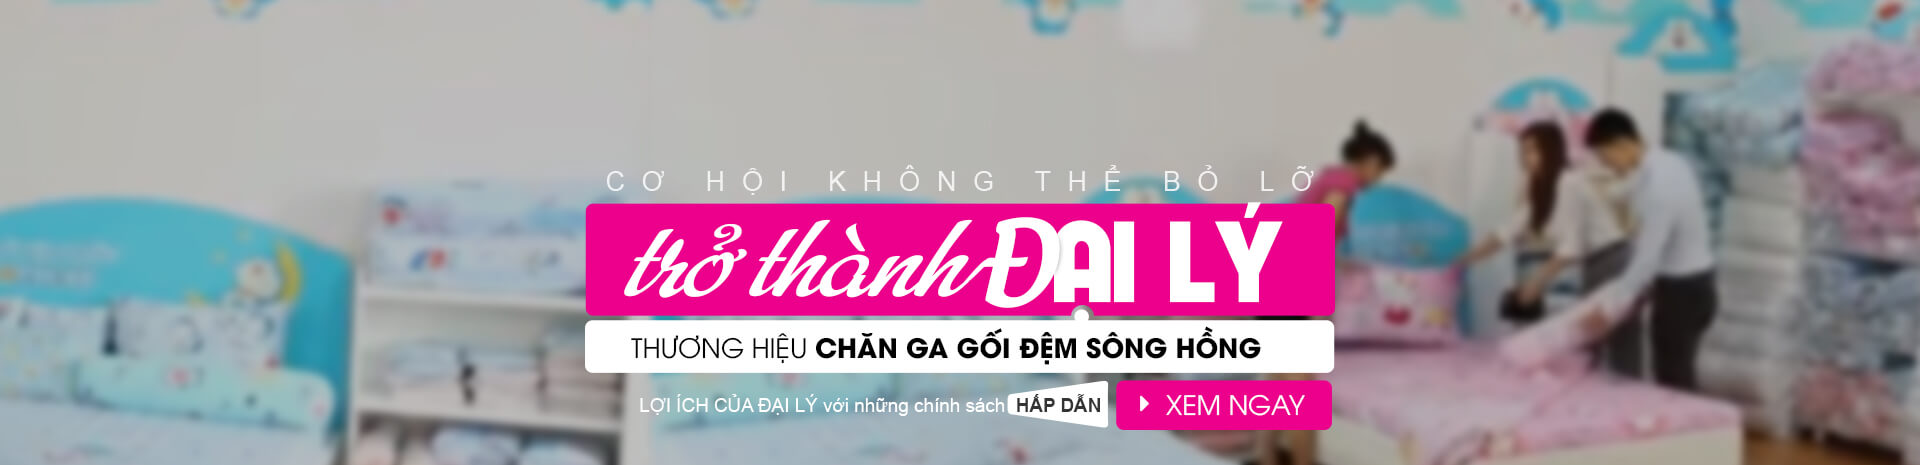 CƠ HỘI KHÔNG THỂ BỎ LỠ
trở thành ĐẠI LÝ
THƯƠNG HIỆU CHĂN GA GỐI ĐỆM SÔNG HỒNG
LỢI ÍCH CỦA ĐẠI LÝ với những chính sách HẤP DẪN
XEM NGAY